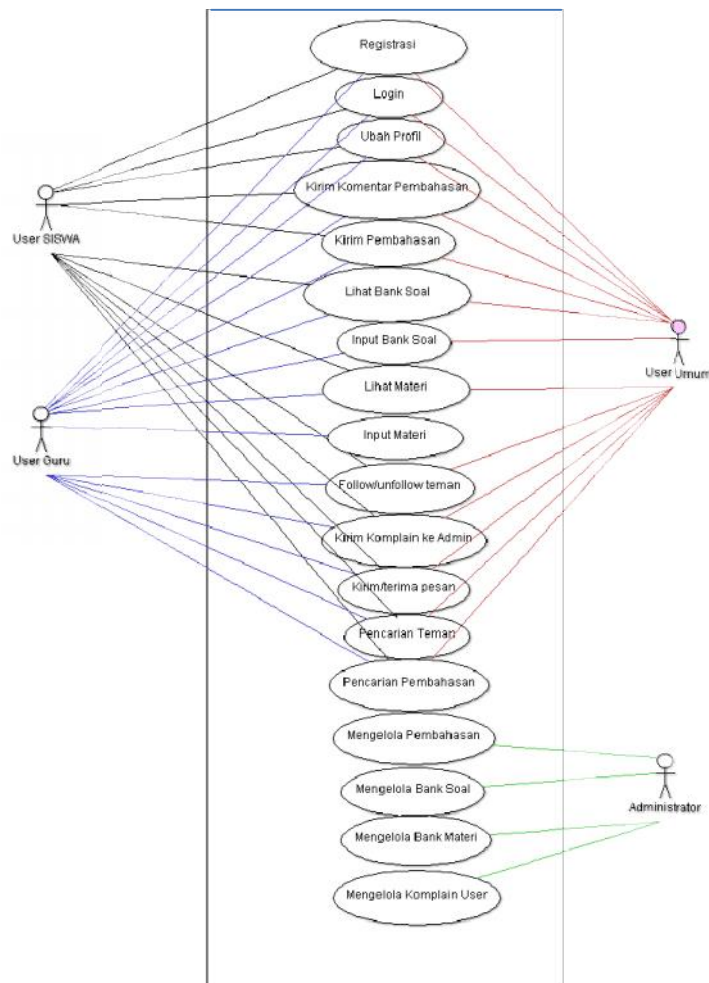 Registrasi
Login
Ubah Profil
Kirim Komentar Pembahasan
User SISWA
Kirim Pembahasan
Lihat Bank Soal
Input Bank Soal
User Umum
Lihat Materi
Input Materi
User Guru
Follow/unfollow teman
Kirim Komplain ke Admin
Kirim/terima pesan
Pencarian Teman
Pencarian Pembahasan
Mengelola Pembahasan
Mengelola Bank Soal
Administrator
Mengelola Bank Materi
Mengelola Komplain User